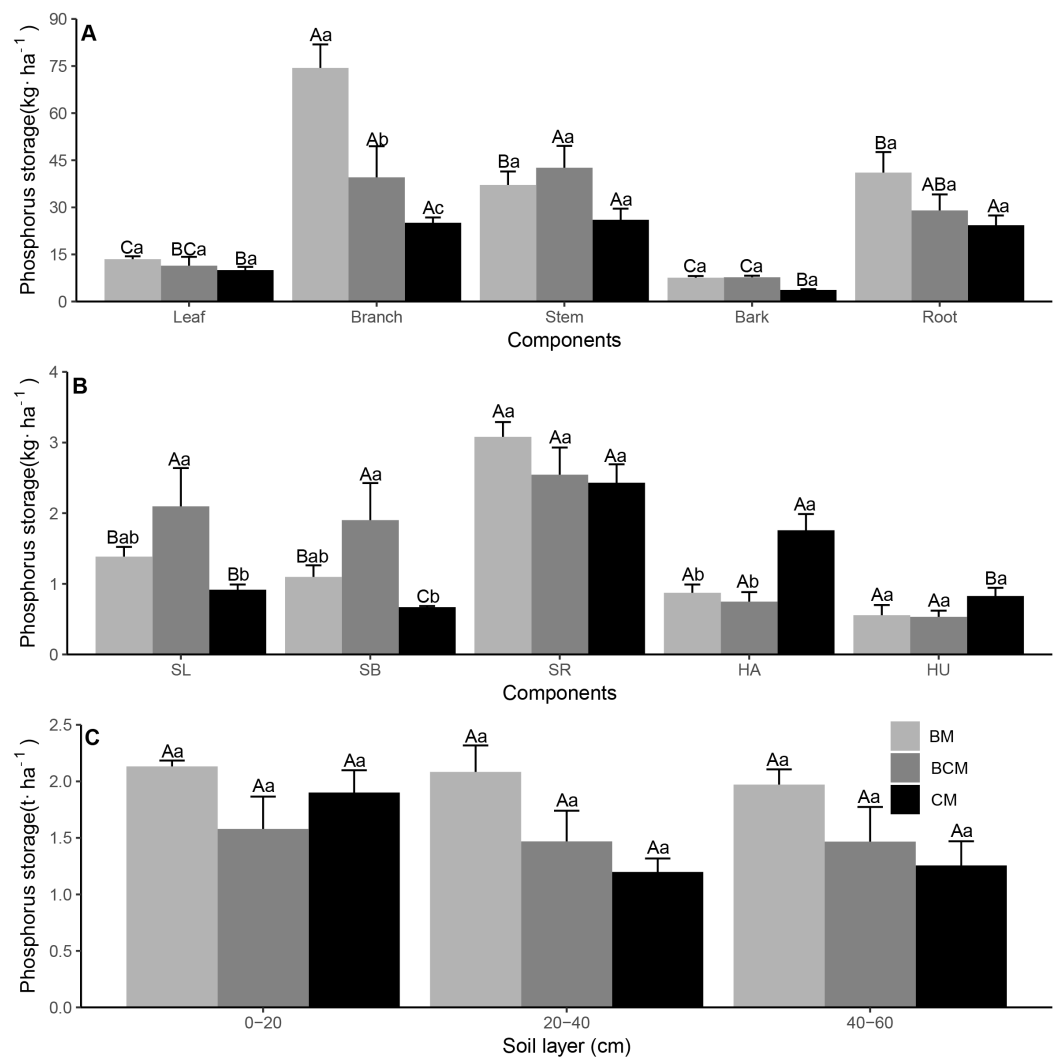 A
Phosphorus storage(kg· ha⁻¹ )
90
75
60
45
30
15
0
Ca BCa Ba
Aa Ab Ac
Ba Aa Aa
Ca Ca Ba
Ba ABa Aa
Leaf Branch Stem Bark Root
Components
B
Phosphorus storage(kg· ha⁻¹ )
4
3
2
1
0
Bab Aa Bb
Bab Aa Cb
Aa Aa Aa
Ab Ab Aa
Aa Aa Ba
SL SB SR HA HU
Components
C
Phosphorus storage(t· ha⁻¹ )
2.5
2.0
1.5
1.0
0.5
0.0
Aa Aa Aa
Aa Aa Aa
Aa Aa Aa
BM
BCM
CM
0−20 20−40 40−60
Soil layer (cm)